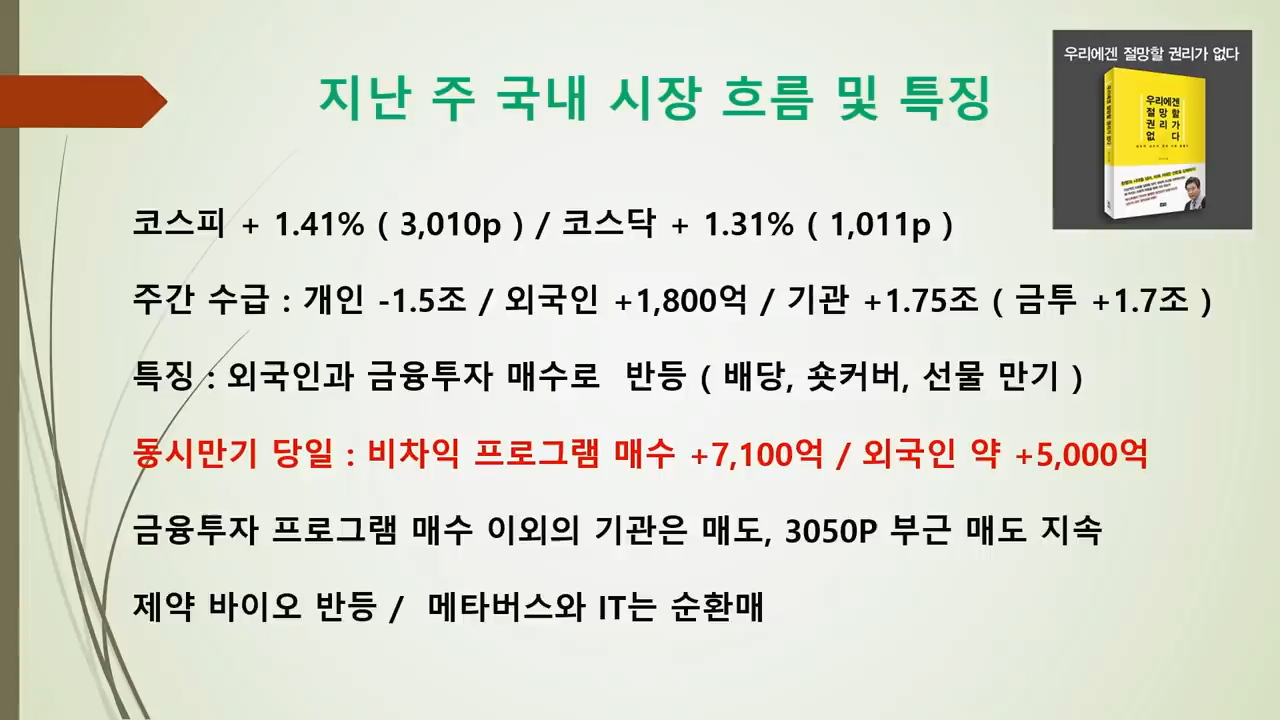 지난 주 국내 시장 흐름 및 특징
우리에겐 절망할 권리가 없다
우리에겐
절망할
권리가
없다
코스피 + 1.41% ( 3,010p ) / 코스닥 + 1.31% ( 1,011p )
주간 수급 : 개인 -1.5조 / 외국인 +1,800억 / 기관 +1.75조 ( 금투 +1.7조 )
특징 : 외국인과 금융투자 매수로 반등 ( 배당, 숏커버, 선물 만기 )
동시만기 당일 : 비차익 프로그램 매수 +7,100억 / 외국인 약 +5,000억
금융투자 프로그램 매수 이외의 기관은 매도, 3050P 부근 매도 지속
제약 바이오 반등 / 메타버스와 IT는 순환매